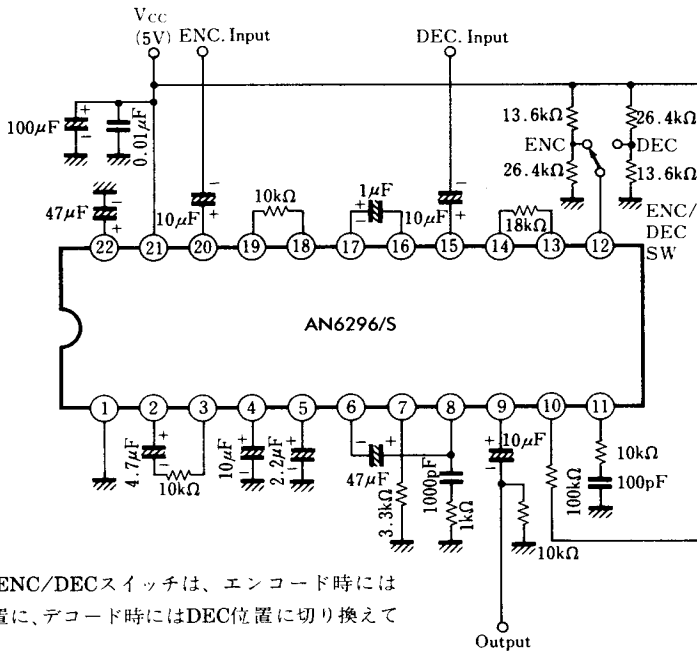 VCC
(5V)
ENC. Input
DEC. Input
100μF
+
−
0.01μF
13.6kΩ
26.4kΩ
ENC
DEC
26.4kΩ
13.6kΩ
47μF
−
+
10μF
−
+
10kΩ
1μF
10μF
−
+
18kΩ
ENC/
DEC
SW
22
21
20
19
18
17
16
15
14
13
12
AN6296/S
1
2
3
4
5
6
7
8
9
10
11
4.7μF
+
−
10kΩ
10μF
+
−
2.2μF
+
−
−
+
47μF
3.3kΩ
1000pF
1kΩ
+
10μF
−
10kΩ
100kΩ
10kΩ
100pF
Output
ENC/DECスイッチは、エンコード時には
置に、デコード時にはDEC位置に切り換えて